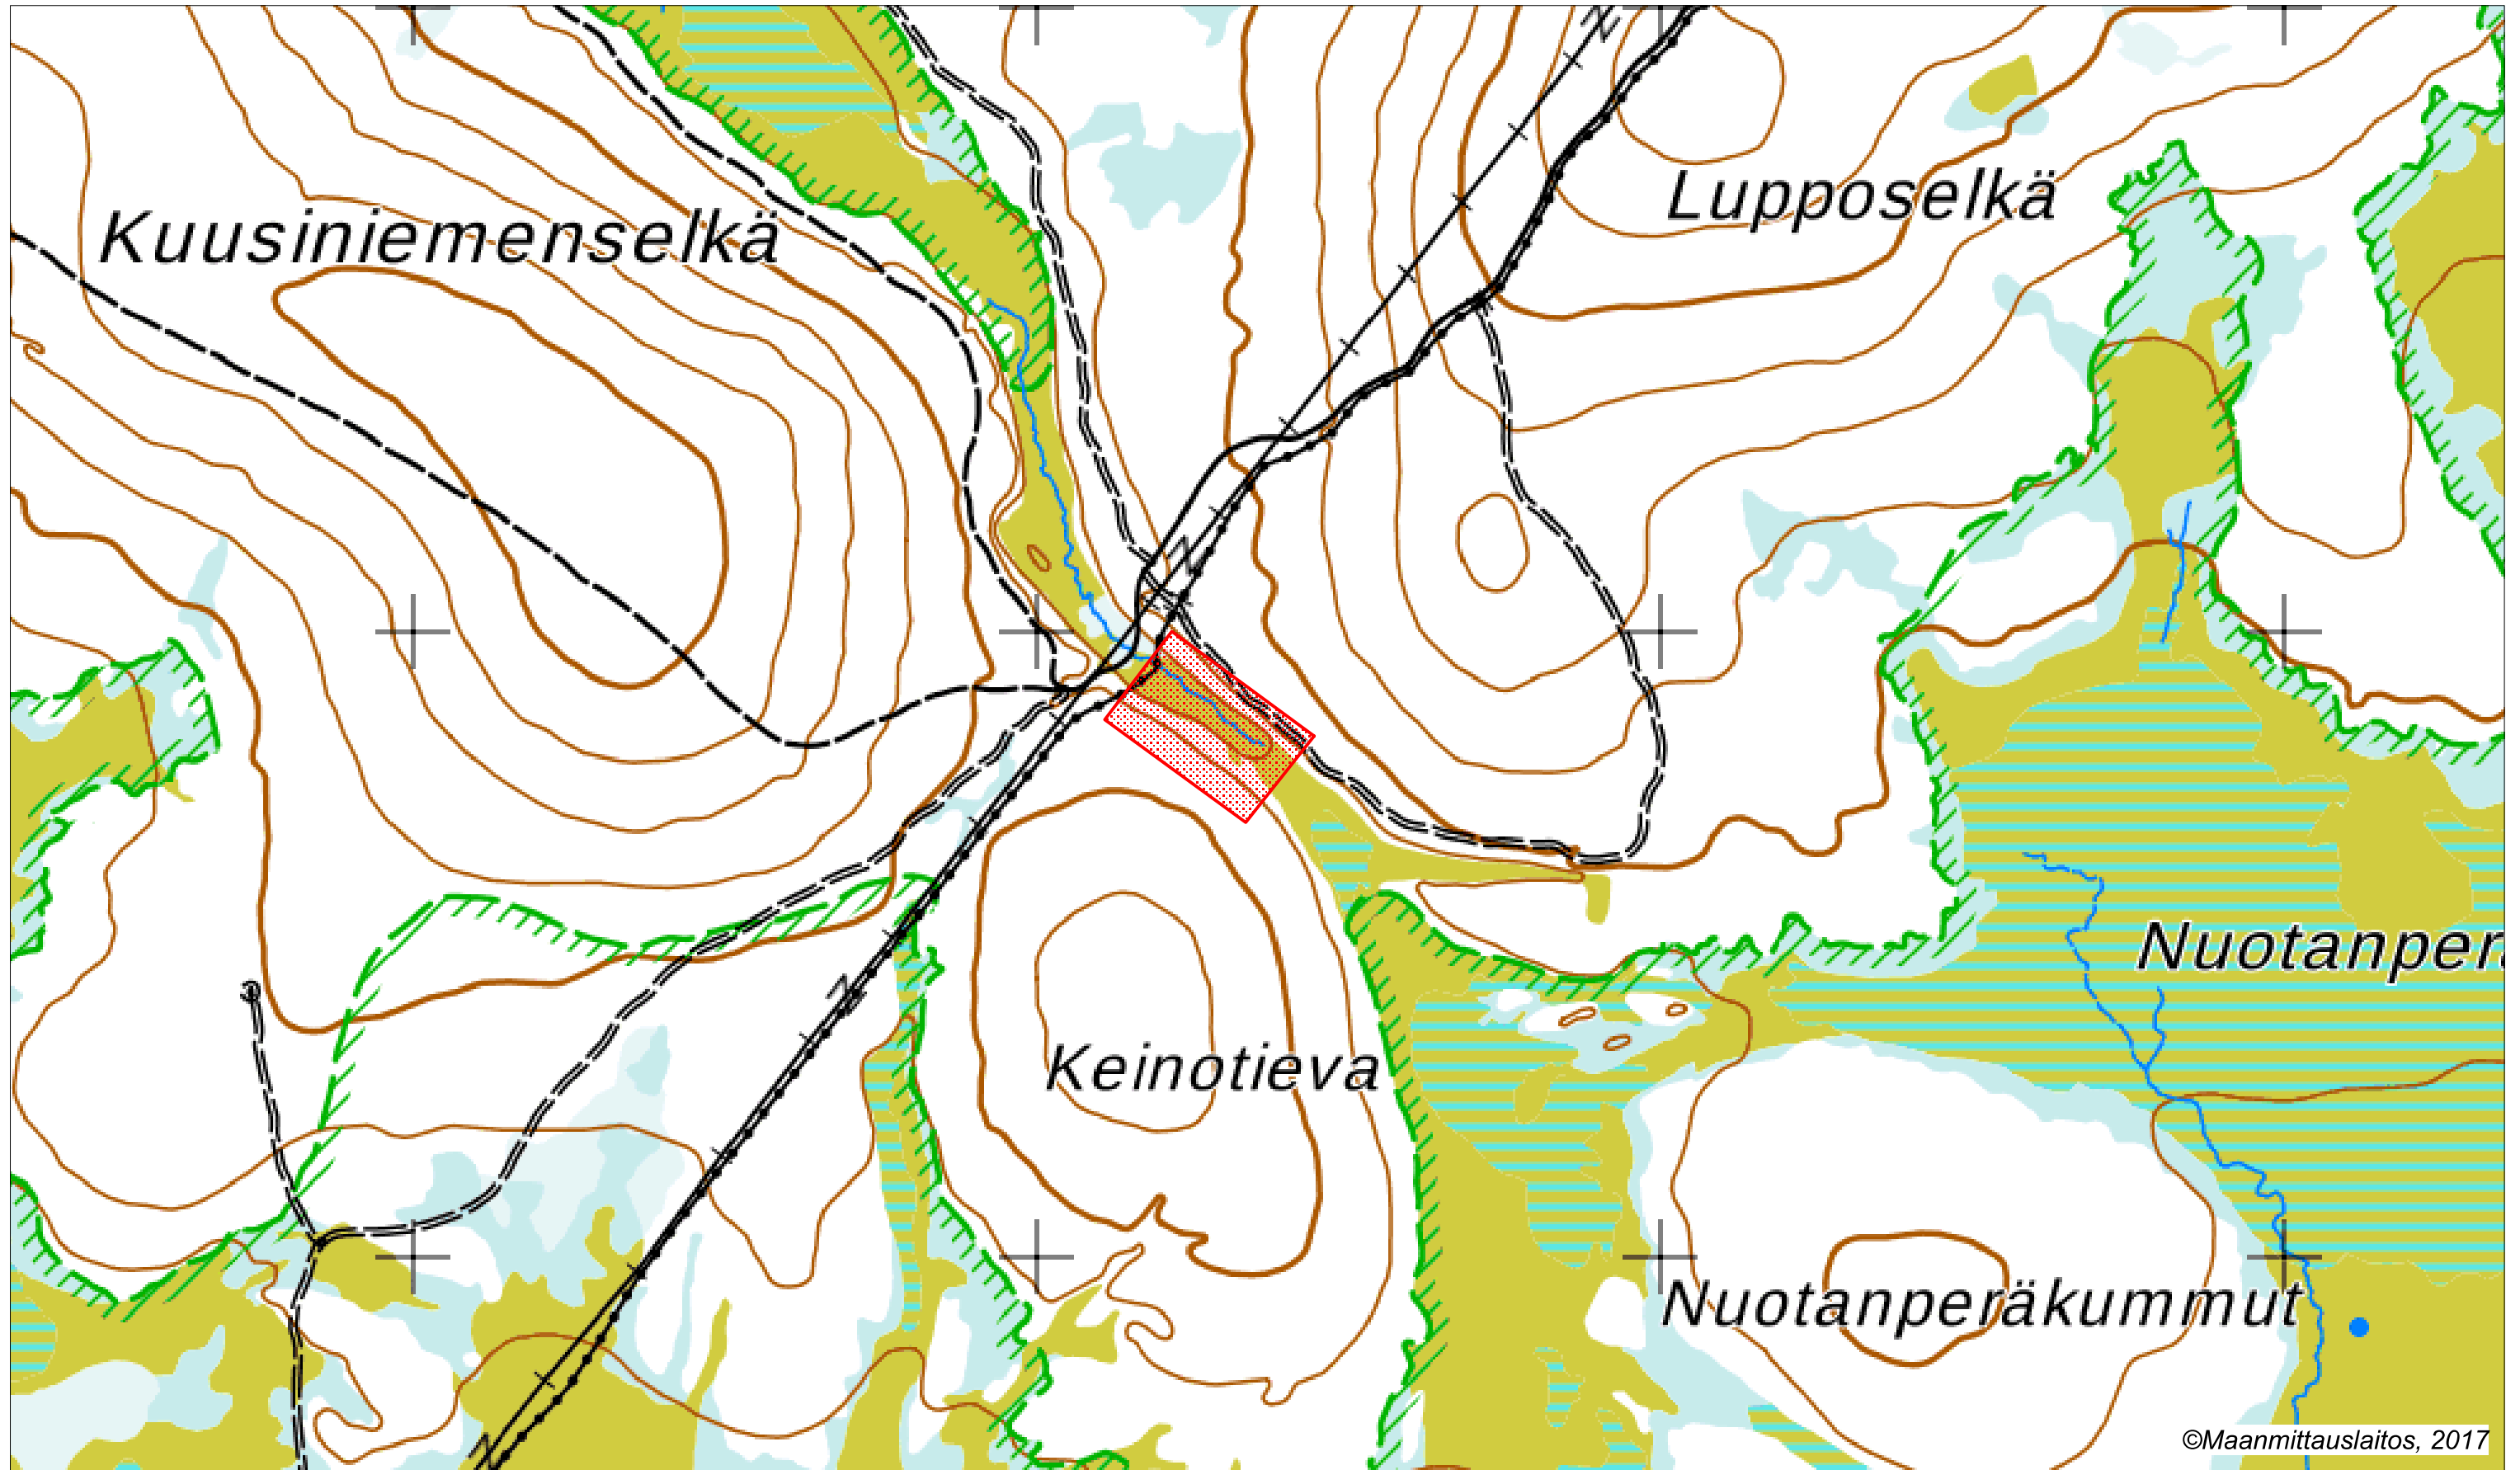 Lupposelkä
Kuusiniemenselkä
Nuotanper
Keinotieva
Nuotanperäkummut
©Maanmittauslaitos, 2017